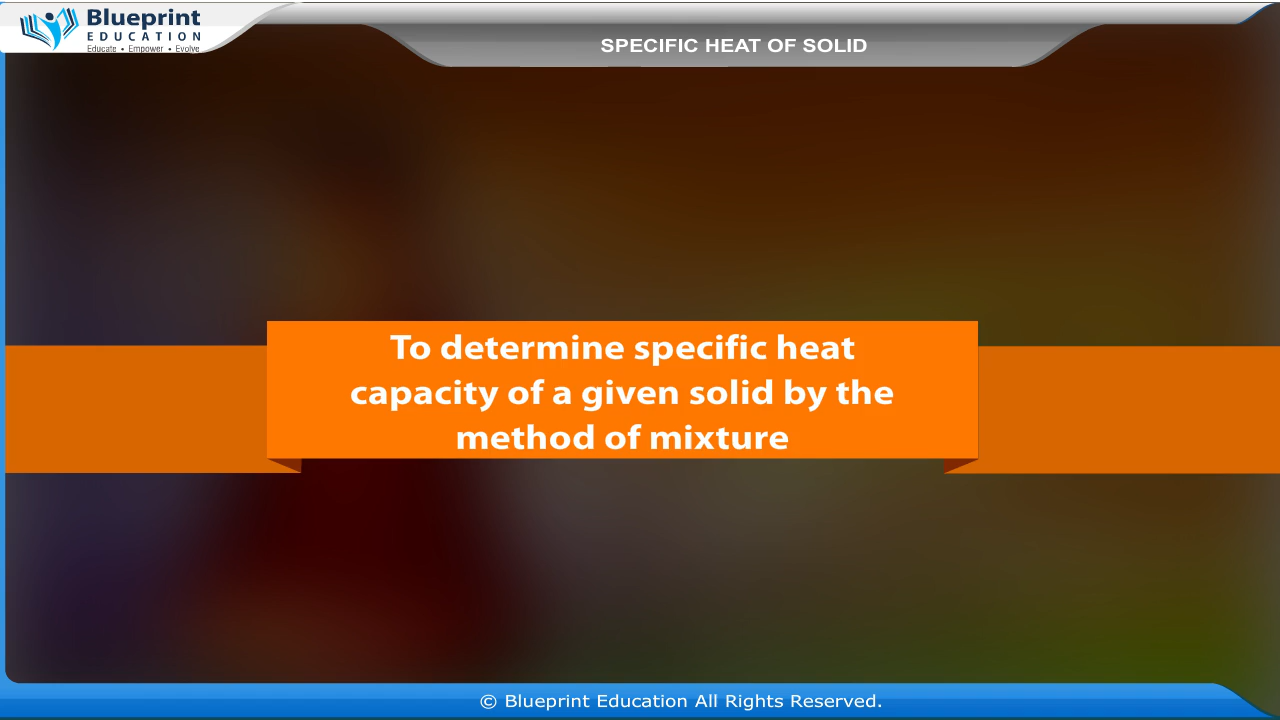 Blueprint
EDUCATION
Educate • Empower • Evolve
SPECIFIC HEAT OF SOLID
To determine specific heat
capacity of a given solid by the
method of mixture
© Blueprint Education All Rights Reserved.